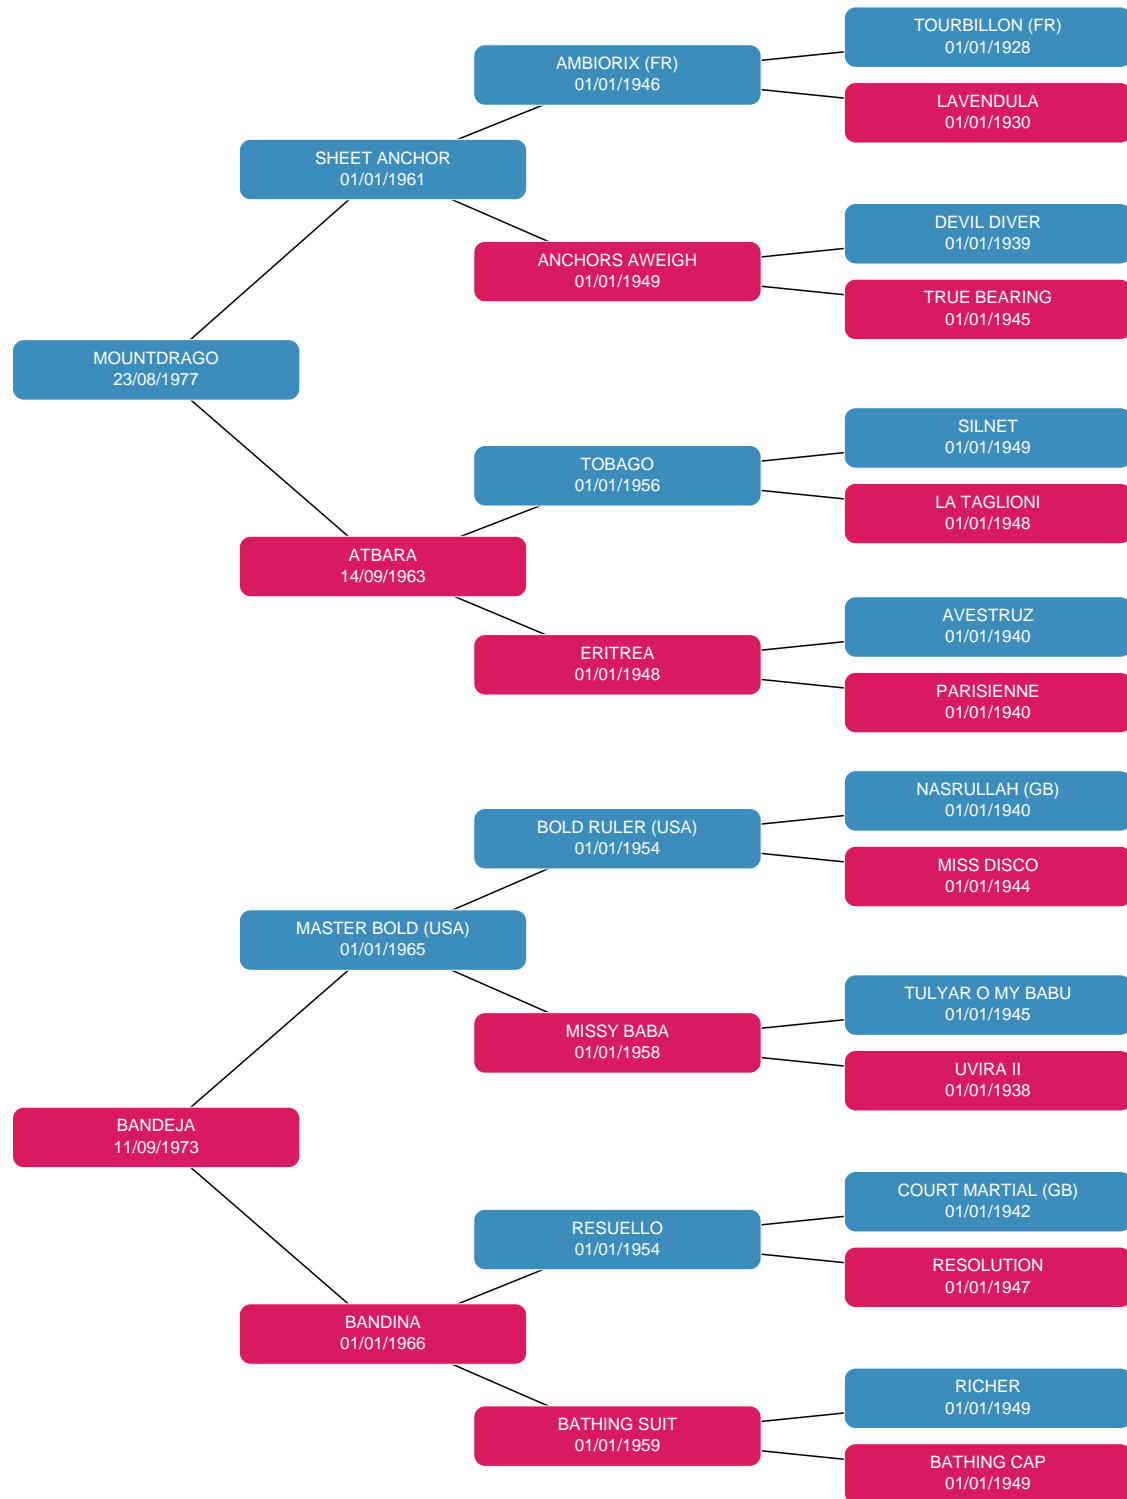 TOURBILLON (FR)
01/01/1928
AMBIORIX (FR)
01/01/1946
LAVENDULA
01/01/1930
SHEET ANCHOR
01/01/1961
DEVIL DIVER
01/01/1939
ANCHORS AWEIGH
01/01/1949
TRUE BEARING
01/01/1945
MOUNTDRAGO
23/08/1977
SILNET
01/01/1949
TOBAGO
01/01/1956
LA TAGLIONI
01/01/1948
ATBARA
14/09/1963
AVESTRUZ
01/01/1940
ERITREA
01/01/1948
PARISIENNE
01/01/1940
NASRULLAH (GB)
01/01/1940
BOLD RULER (USA)
01/01/1954
MISS DISCO
01/01/1944
MASTER BOLD (USA)
01/01/1965
TULYAR O MY BABU
01/01/1945
MISSY BABA
01/01/1958
UVIRA II
01/01/1938
BANDEJA
11/09/1973
COURT MARTIAL (GB)
01/01/1942
RESUELLO
01/01/1954
RESOLUTION
01/01/1947
BANDINA
01/01/1966
RICHER
01/01/1949
BATHING SUIT
01/01/1959
BATHING CAP
01/01/1949